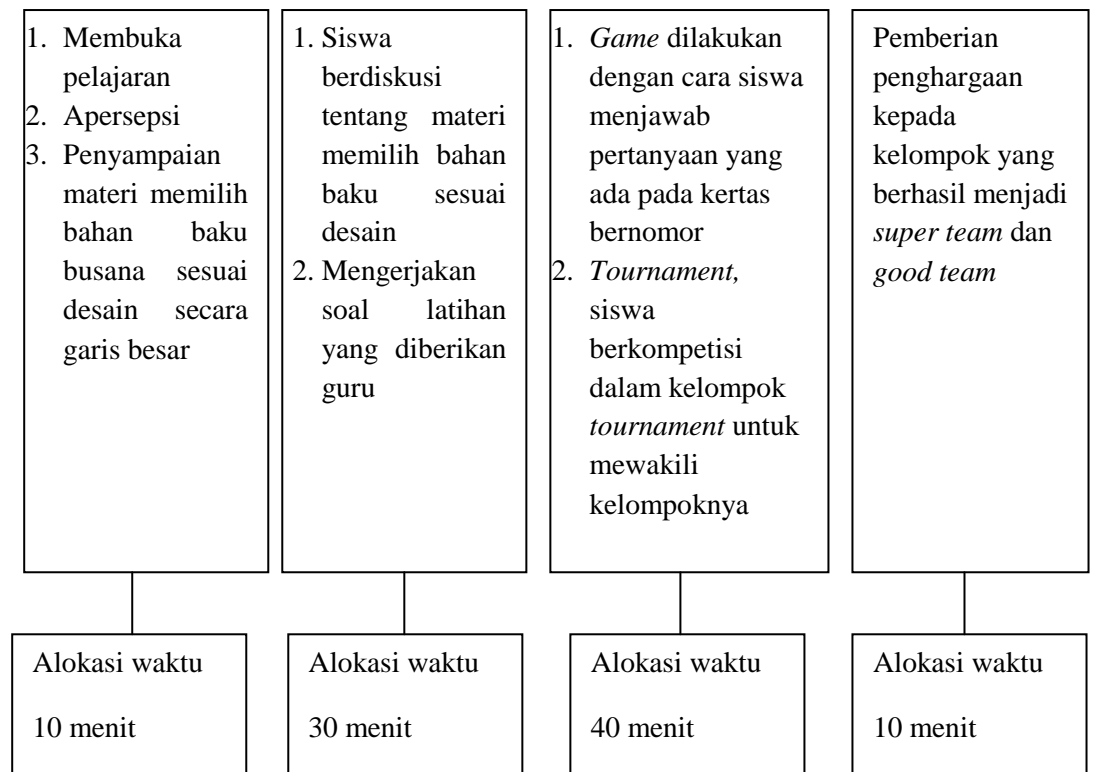 1. Membuka
pelajaran
2. Apersepsi
3. Penyampaian
materi memilih
bahan baku
busana sesuai
desain secara
garis besar
1. Siswa
berdiskusi
tentang materi
memilih bahan
baku sesuai
desain
2. Mengerjakan
soal latihan
yang diberikan
guru
1. Game dilakukan
dengan cara siswa
menjawab
pertanyaan yang
ada pada kertas
bernomor
2. Tournament,
siswa
berkompetisi
dalam kelompok
tournament untuk
mewakili
kelompoknya
Pemberian
penghargaan
kepada
kelompok yang
berhasil menjadi
super team dan
good team
Alokasi waktu
10 menit
Alokasi waktu
30 menit
Alokasi waktu
40 menit
Alokasi waktu
10 menit